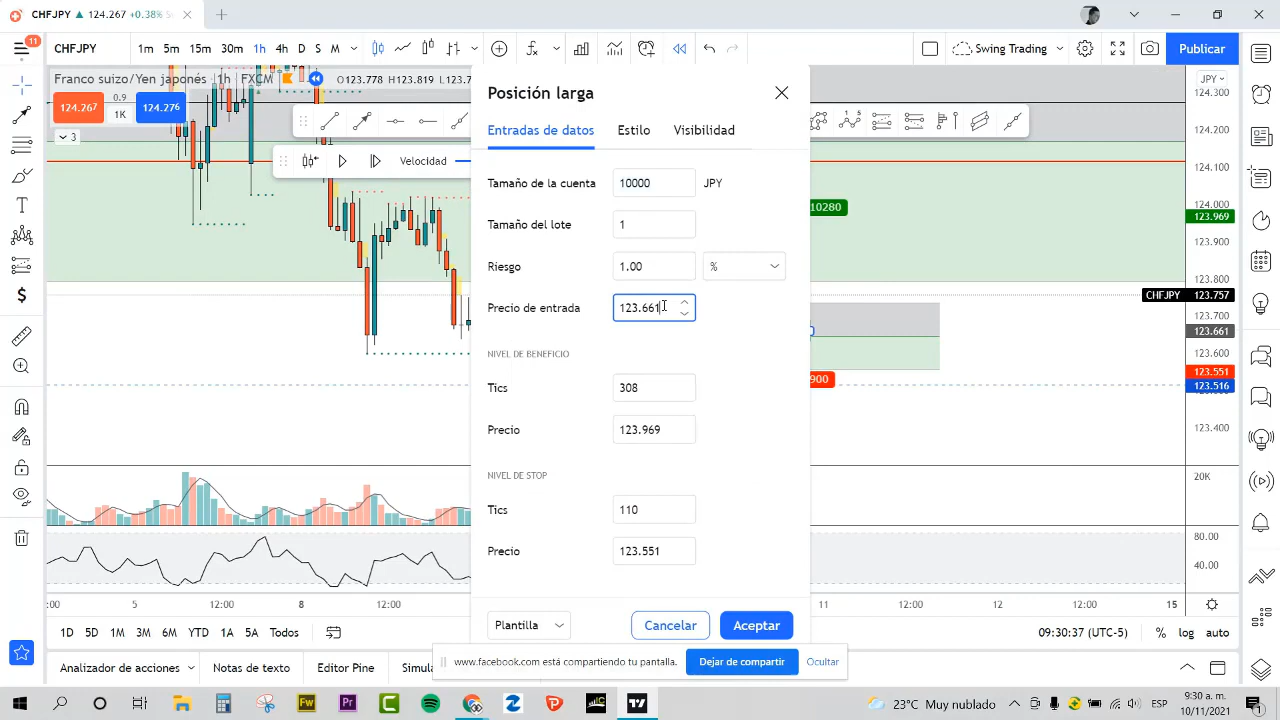 CHFJPY ▲ 124.267 +0.38% S
11
CHFJPY 1m 5m 15m 30m 1h 4h D S M Swing Trading Publicar
Franco suizo/Yen japonés · 1h · FXCM O123.778 H123.819 L123.7
124.267 0.9 1K 124.276
3
Velocidad
Posición larga
Entradas de datos Estilo Visibilidad
Tamaño de la cuenta 10000 JPY
Tamaño del lote 1
Riesgo 1.00 %
Precio de entrada 123.661
NIVEL DE BENEFICIO
Tics 308
Precio 123.969
NIVEL DE STOP
Tics 110
Precio 123.551
Plantilla Cancelar Aceptar
10280
900
JPY
124.300
124.200
124.100
124.000
123.969
123.900
123.800
CHFJPY 123.757
123.700
123.661
123.600
123.551
123.516
123.400
20K
80.00
40.00
:00 5 12:00 8 12:00 11 12:00 12 12:00 15
1D 5D 1M 3M 6M YTD 1A 5A Todos 09:30:37 (UTC-5) % log auto
Analizador de acciones Notas de texto Editor Pine Simula
www.facebook.com está compartiendo tu pantalla. Dejar de compartir Ocultar
23°C Muy nublado ESP 9:30 a. m.
10/11/2021
1